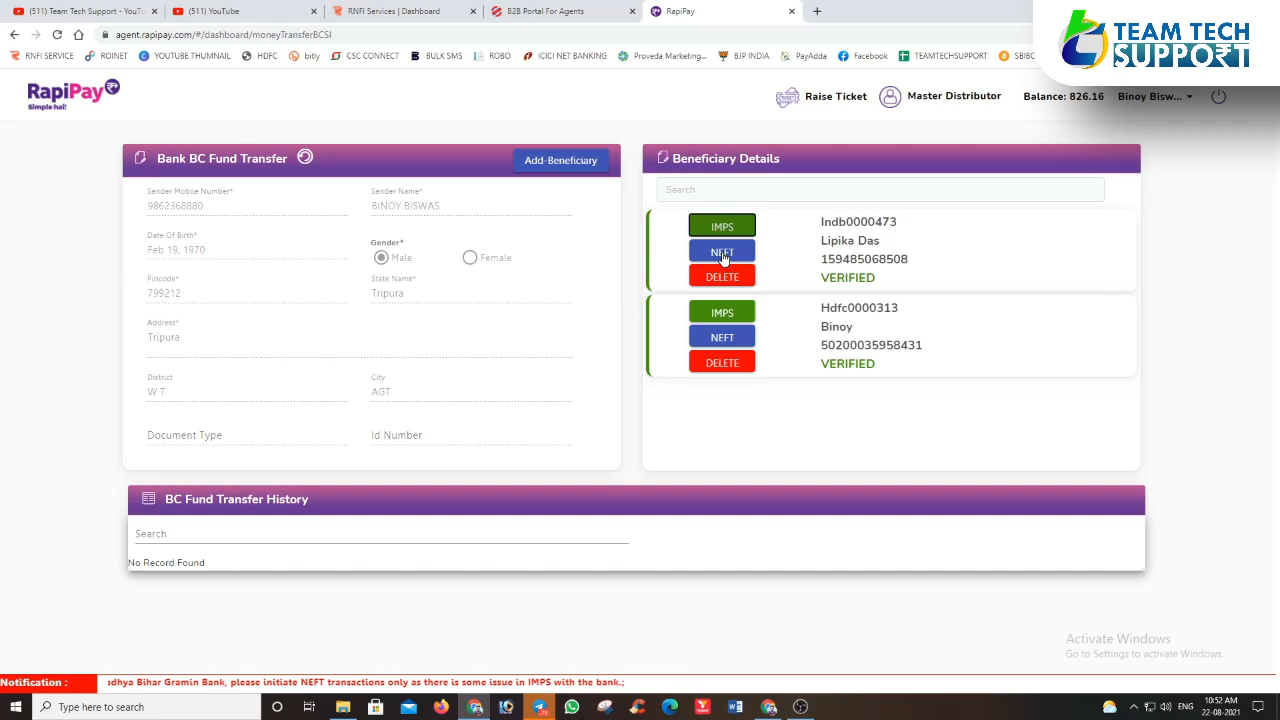 (511) Team Tech Support - YouTu
(511) YouTube
RNFI Services | Dashboard
B2B Portal For Agents
RapiPay
agent.rapipay.com/#/dashboard/moneyTransferBCSI
RNFI SERVICE
ROINET
YOUTUBE THUMNAIL
HDFC
bitly
CSC CONNECT
BULK SMS
ROBO
ICICI NET BANKING
Proveda Marketing...
BJP INDIA
PayAdda
Facebook
TEAMTECHSUPPORT
SBIBC
TEAM TECH
SUPPORT
RapiPay
Simple hai!
Raise Ticket
Master Distributor
Balance: 826.16
Binoy Bisw...
Bank BC Fund Transfer
Add-Beneficiary
Sender Mobile Number*
Sender Name*
9862368880
BINOY BISWAS
Date Of Birth*
Gender*
Feb 19, 1970
Male
Female
Pincode*
State Name*
799212
Tripura
Address*
Tripura
District
City
W T
AGT
Document Type
Id Number
Beneficiary Details
Search
IMPS
NEFT
DELETE
Indb0000473
Lipika Das
159485068508
VERIFIED
IMPS
NEFT
DELETE
Hdfc0000313
Binoy
50200035958431
VERIFIED
BC Fund Transfer History
Search
No Record Found
Activate Windows
Go to Settings to activate Windows.
Notification :
dhya Bihar Gramin Bank, please initiate NEFT transactions only as there is some issue in IMPS with the bank.;
Type here to search
ENG
10:52 AM
22-08-2021